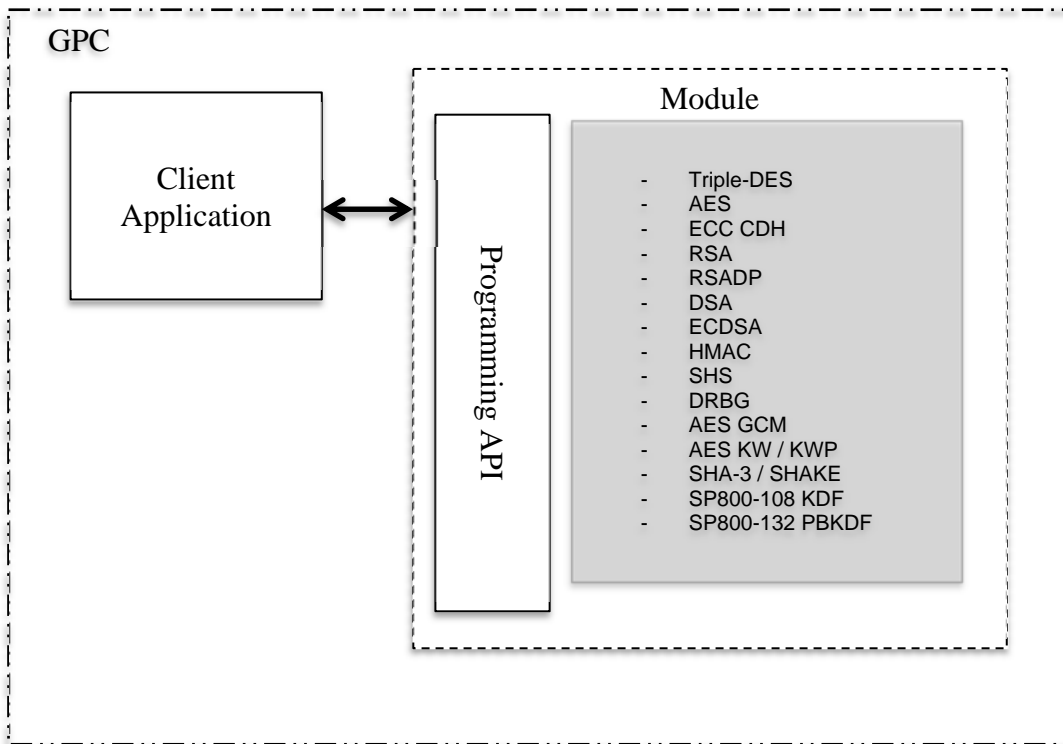 GPC
Client
Application
Module
Programming API
- Triple-DES
- AES
- ECC CDH
- RSA
- RSADP
- DSA
- ECDSA
- HMAC
- SHS
- DRBG
- AES GCM
- AES KW / KWP
- SHA-3 / SHAKE
- SP800-108 KDF
- SP800-132 PBKDF